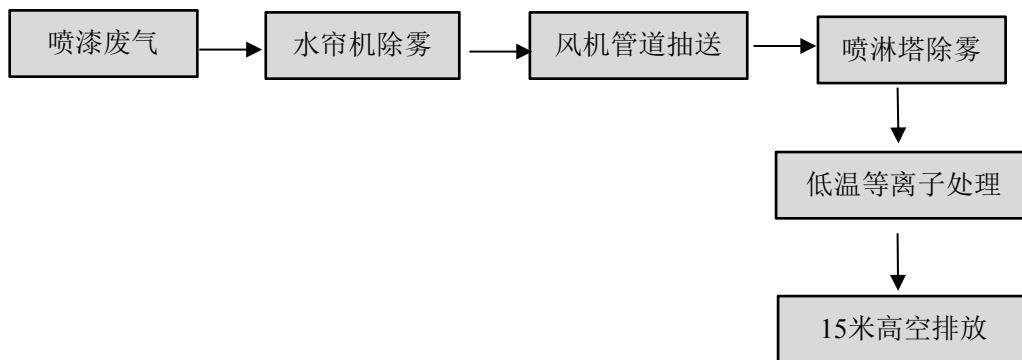 喷漆废气
水帘机除雾
风机管道抽送
喷淋塔除雾
低温等离子处理
15米高空排放